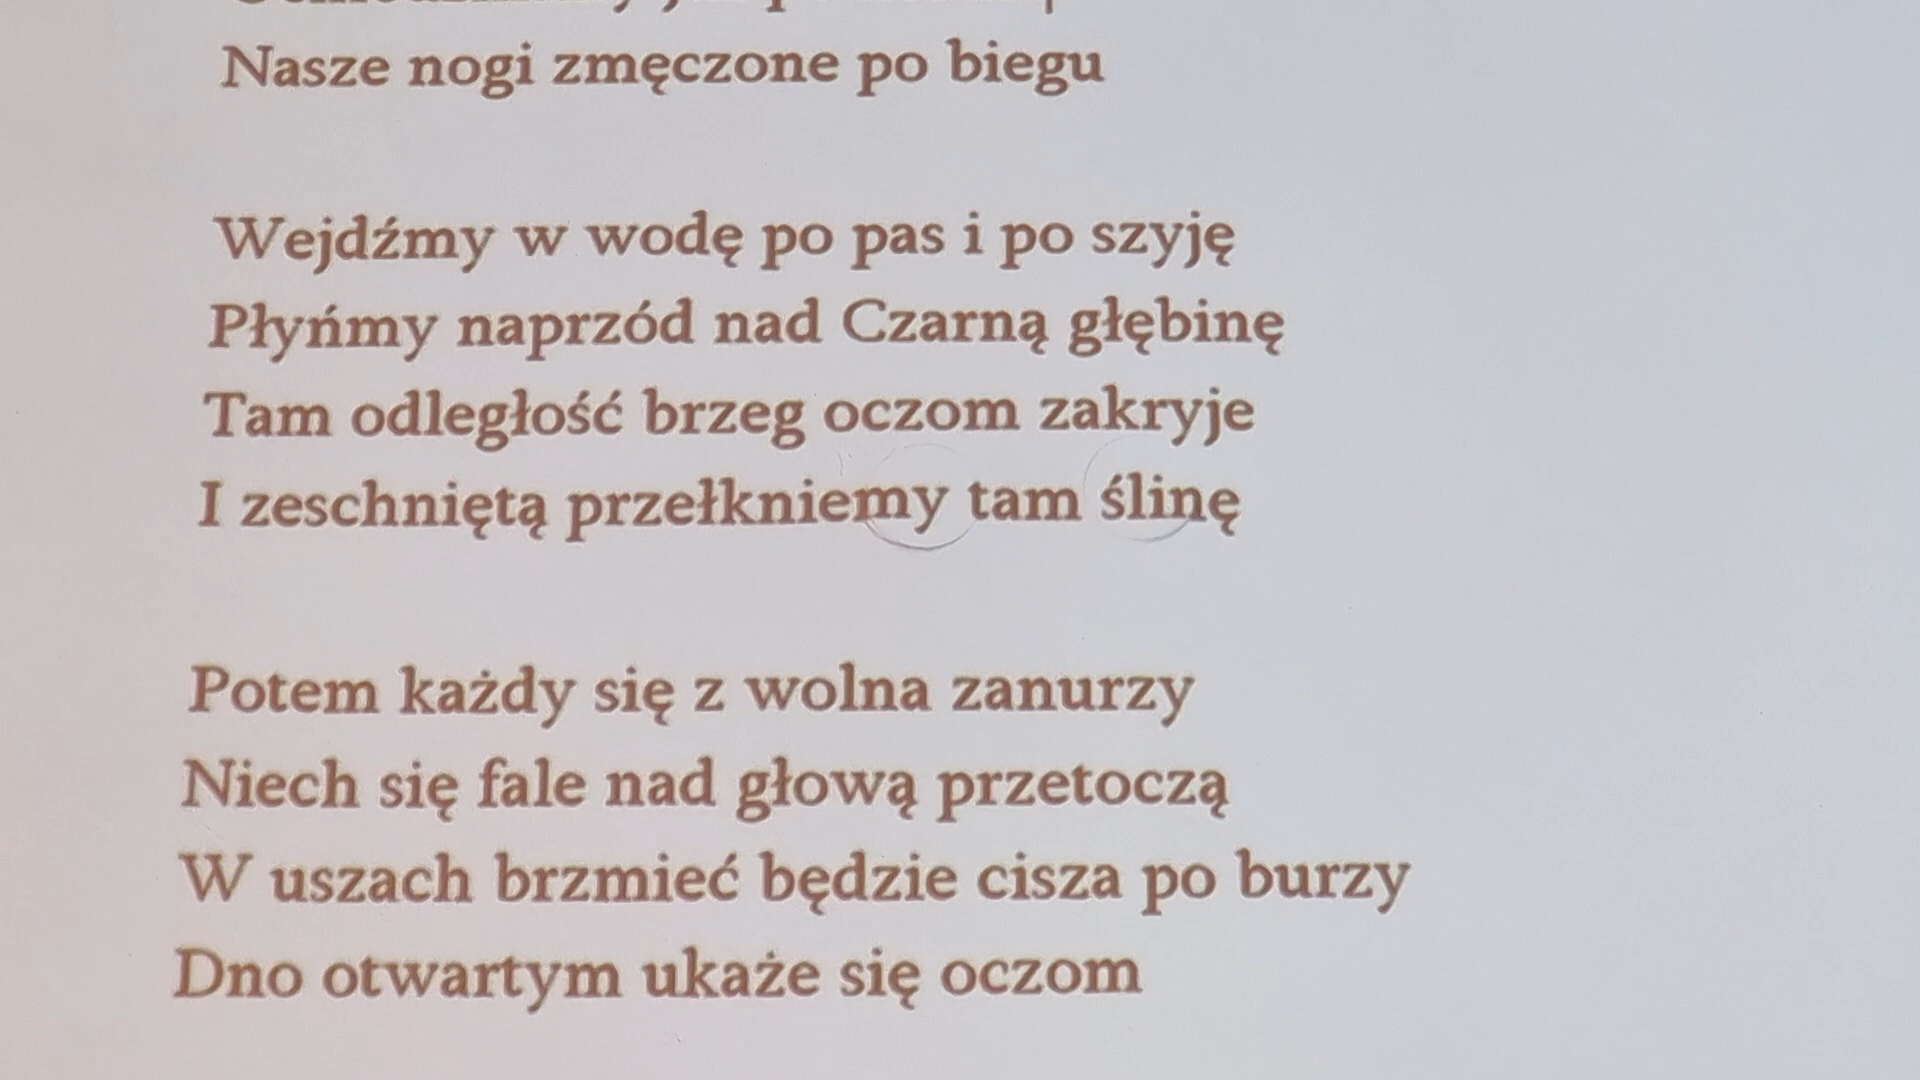 Nasze nogi zmęczone po biegu
Wejdźmy w wodę po pas i po szyję
Płyńmy naprzód nad Czarną głębinę
Tam odległość brzeg oczom zakryje
I zeschniętą przełkniemy tam ślinę
Potem każdy się z wolna zanurzy
Niech się fale nad głową przetoczą
W uszach brzmieć będzie cisza po burzy
Dno otwartym ukaże się oczom